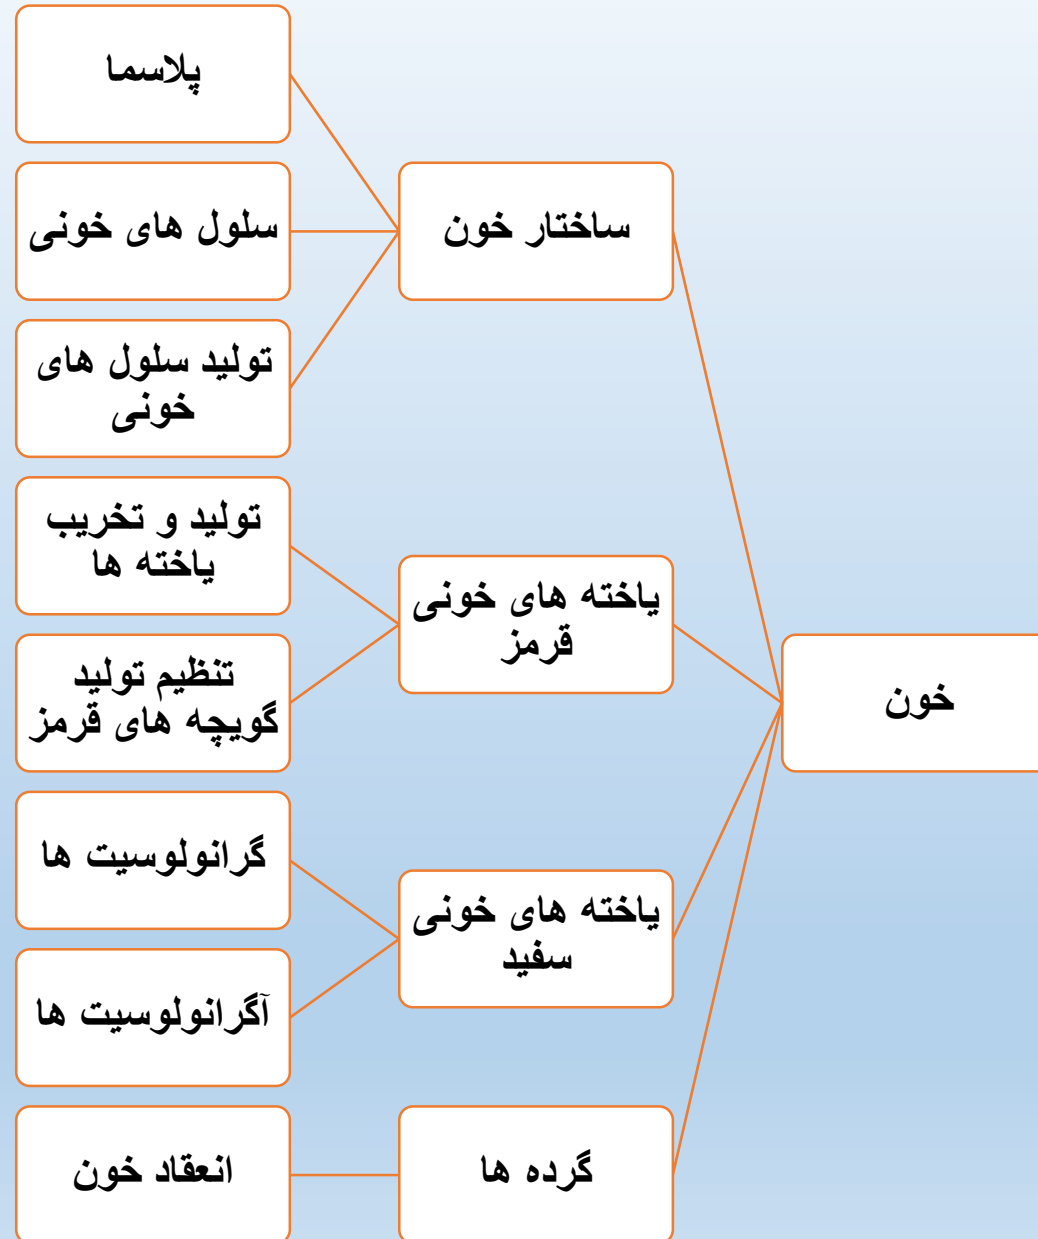 خون
ساختار خون
پلاسما
سلول های خونی
تولید سلول های
خونی
یاخته های خونی
قرمز
تولید و تخریب
یاخته ها
تنظیم تولید
گویچه های قرمز
یاخته های خونی
سفید
گرانولوسیت ها
آگرانولوسیت ها
گرده ها
انعقاد خون